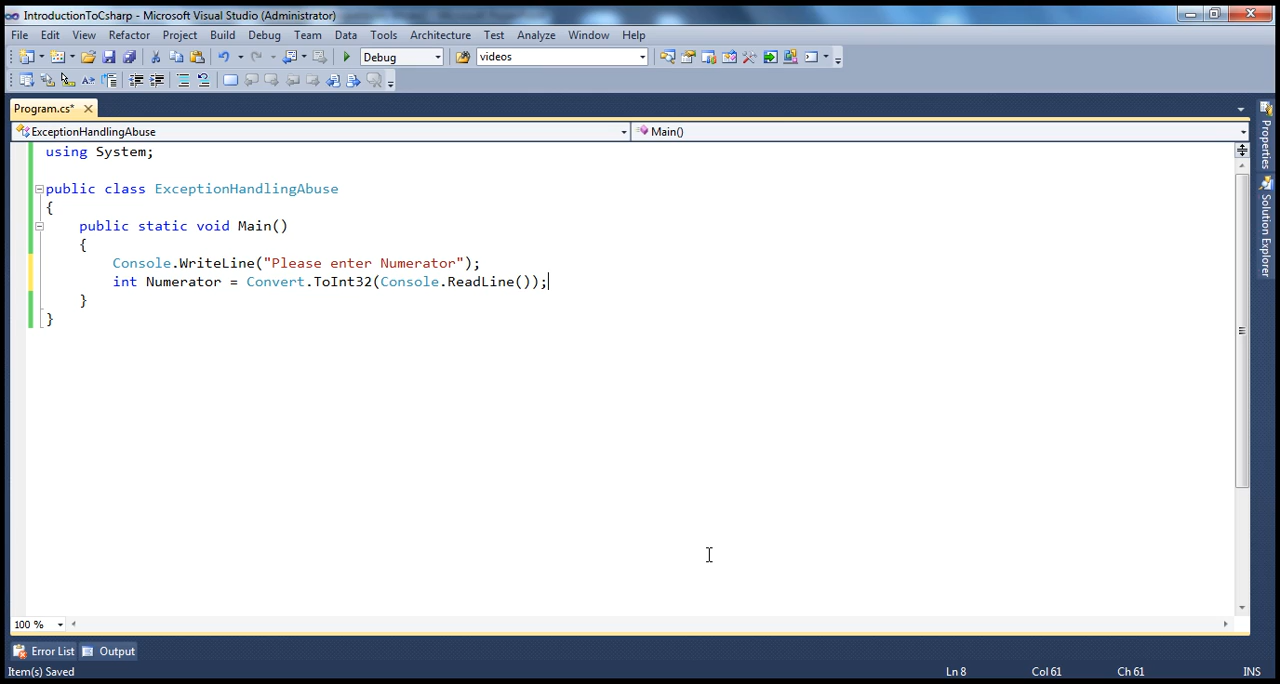 IntroductionToCsharp - Microsoft Visual Studio (Administrator)
File Edit View Refactor Project Build Debug Team Data Tools Architecture Test Analyze Window Help
Debug videos
Program.cs*
ExceptionHandlingAbuse Main()
using System;
public class ExceptionHandlingAbuse
{
public static void Main()
{
Console.WriteLine("Please enter Numerator");
int Numerator = Convert.ToInt32(Console.ReadLine());
}
}
Properties
Solution Explorer
100 %
Error List Output
Item(s) Saved Ln 8 Col 61 Ch 61 INS